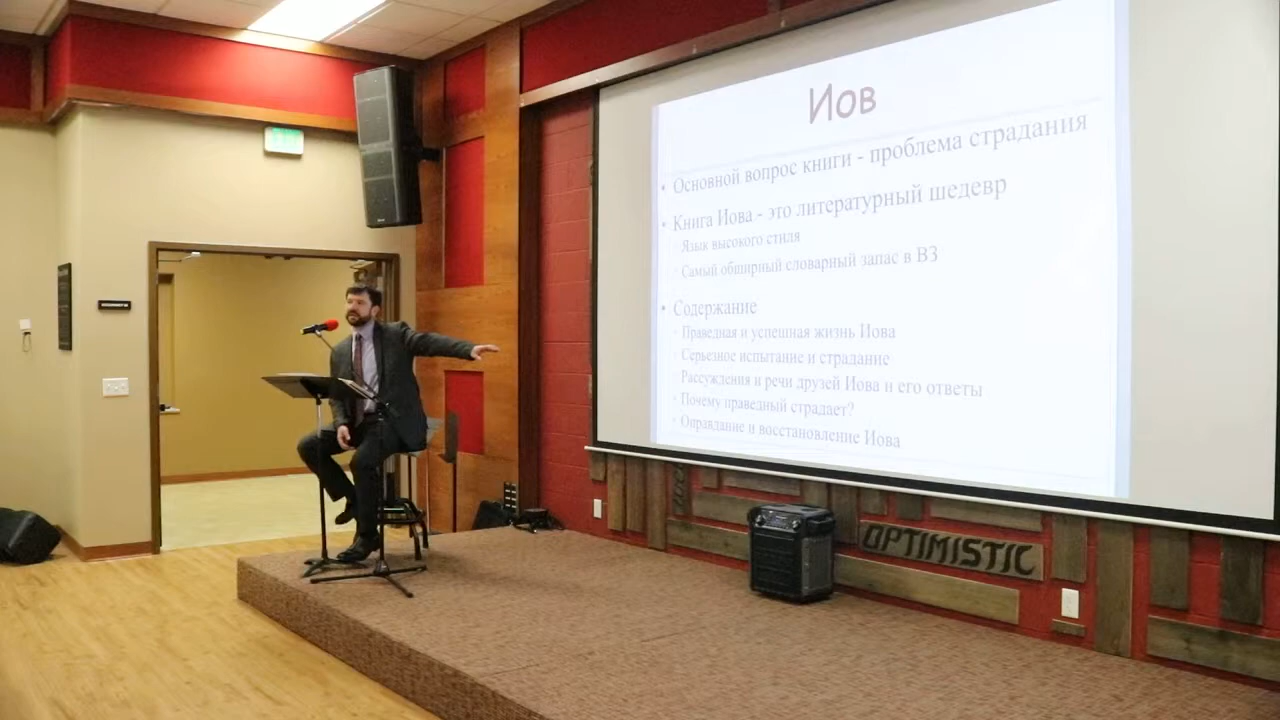 Иов
• Основной вопрос книги - проблема страдания
• Книга Иова - это литературный шедевр
Язык высокого стиля
Самый обширный словарный запас в ВЗ
• Содержание
Праведная и успешная жизнь Иова
Серьезное испытание и страдание
Рассуждения и речи друзей Иова и его ответы
Почему праведный страдает?
Оправдание и восстановление Иова
OPTIMISTIC